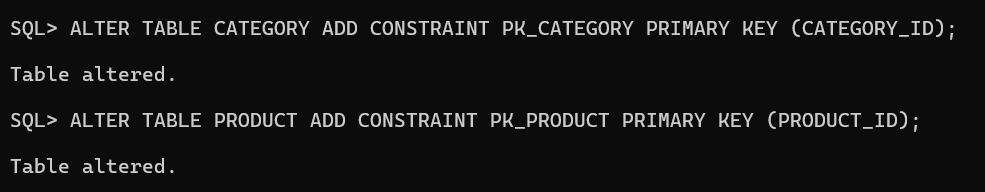 SQL> ALTER TABLE CATEGORY ADD CONSTRAINT PK_CATEGORY PRIMARY KEY (CATEGORY_ID);
Table altered.
SQL> ALTER TABLE PRODUCT ADD CONSTRAINT PK_PRODUCT PRIMARY KEY (PRODUCT_ID);
Table altered.